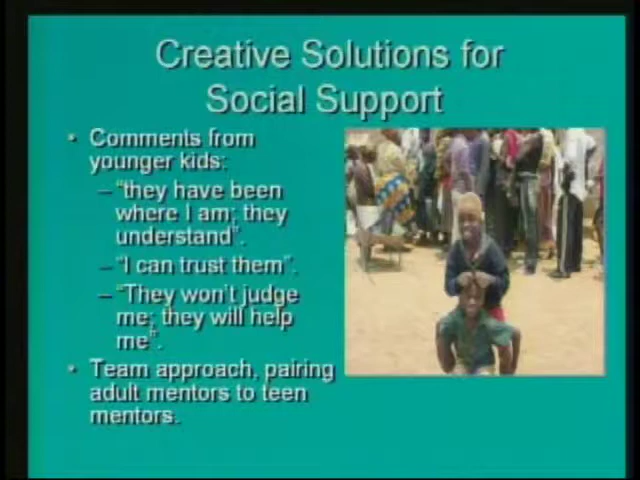 Creative Solutions for
Social Support
• Comments from
younger kids:
– "they have been
where I am; they
understand".
– "I can trust them".
– "They won't judge
me; they will help
me".
• Team approach, pairing
adult mentors to teen
mentors.